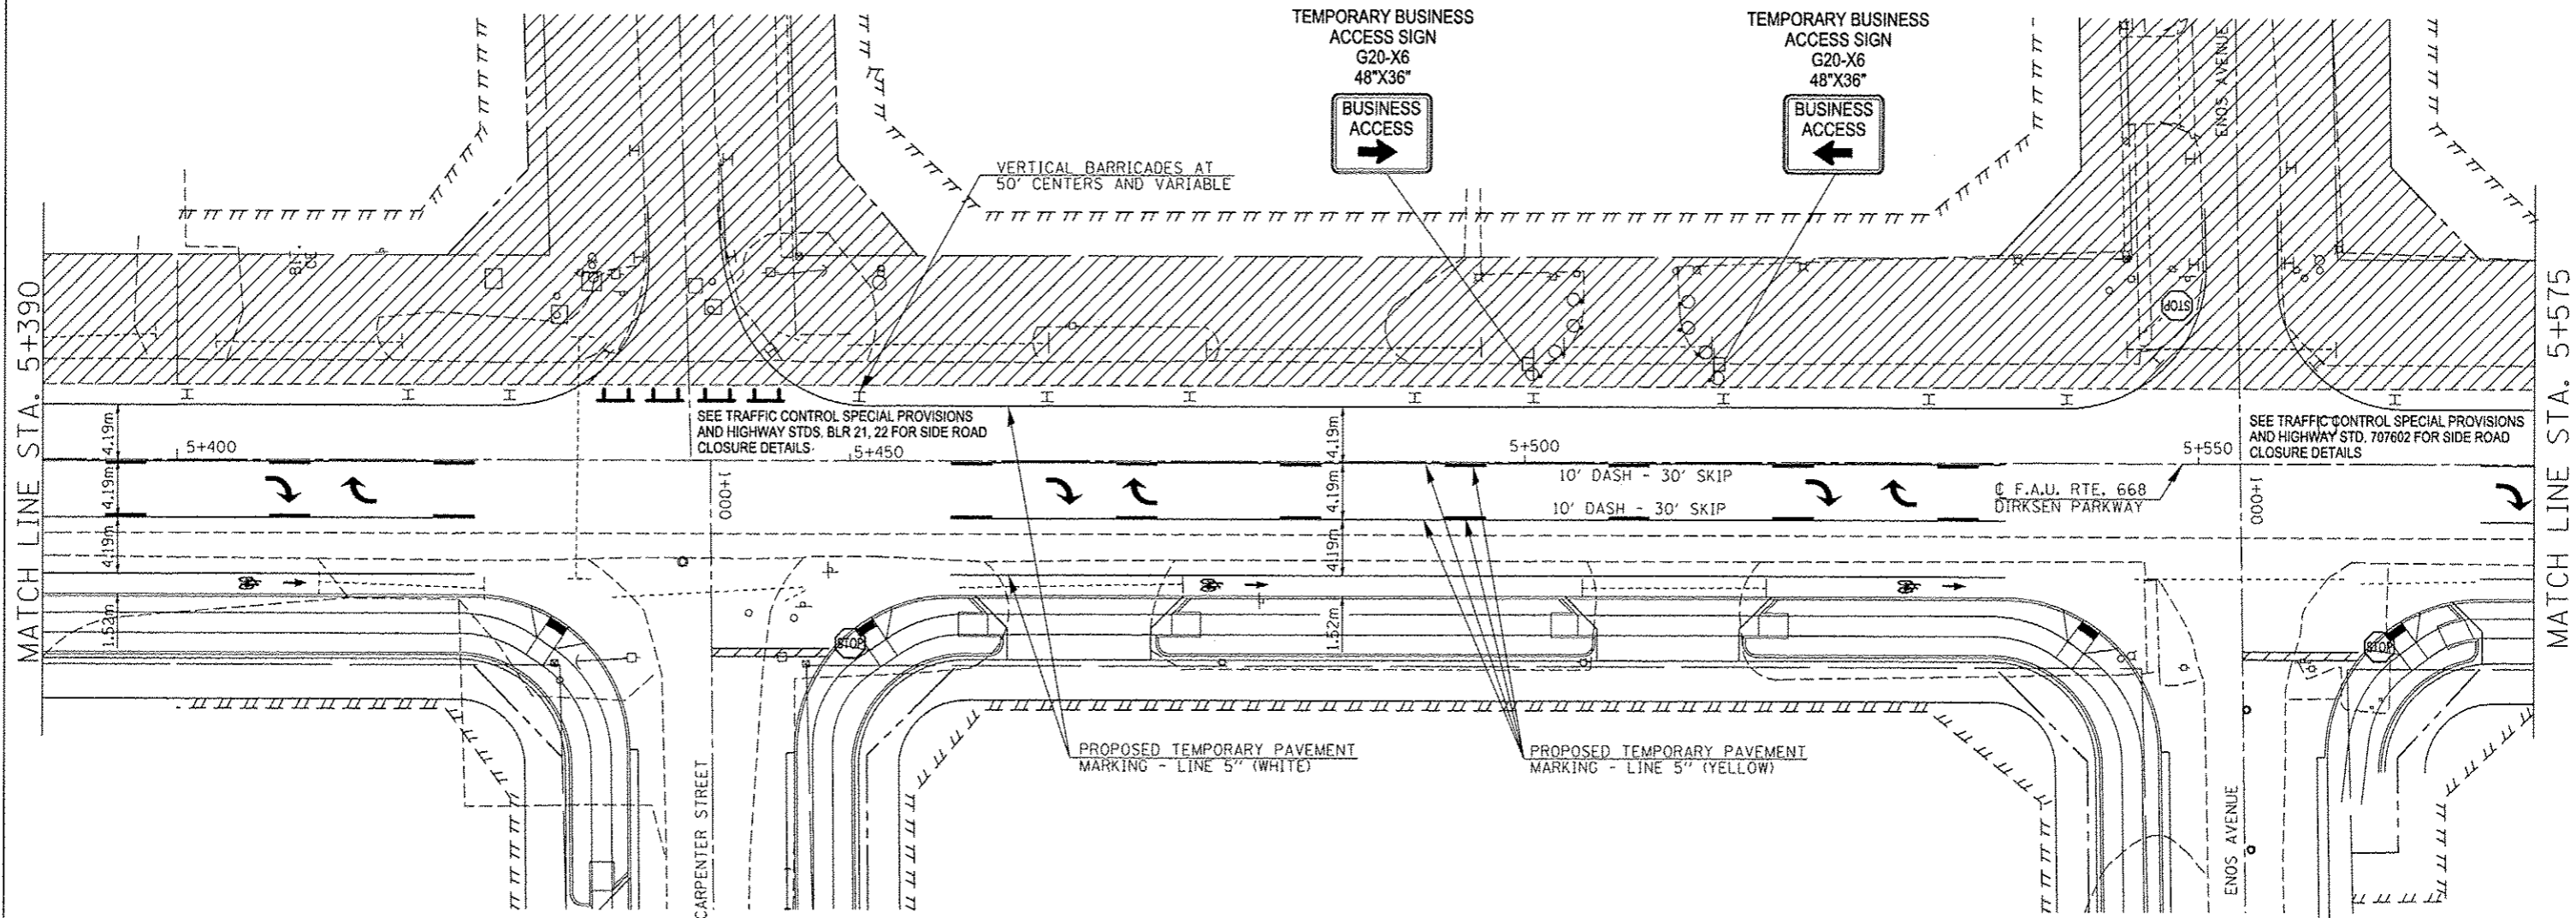 TEMPORARY BUSINESS
ACCESS SIGN
G20-X6
48"X36"
BUSINESS
ACCESS
TEMPORARY BUSINESS
ACCESS SIGN
G20-X6
48"X36"
BUSINESS
ACCESS
ENOS AVENUE
VERTICAL BARRICADES AT
50' CENTERS AND VARIABLE
MATCH LINE STA. 5+390
MATCH LINE STA. 5+575
STOP
SEE TRAFFIC CONTROL SPECIAL PROVISIONS
AND HIGHWAY STDS. BLR 21, 22 FOR SIDE ROAD
CLOSURE DETAILS
SEE TRAFFIC CONTROL SPECIAL PROVISIONS
AND HIGHWAY STD. 707602 FOR SIDE ROAD
CLOSURE DETAILS
4.19m
4.19m
4.19m
1.52m
5+400
5+450
5+500
5+550
1+000
1+000
4.19m
4.19m
4.19m
1.52m
10' DASH - 30' SKIP
10' DASH - 30' SKIP
℄ F.A.U. RTE. 668
DIRKSEN PARKWAY
STOP
STOP
PROPOSED TEMPORARY PAVEMENT
MARKING - LINE 5" (WHITE)
PROPOSED TEMPORARY PAVEMENT
MARKING - LINE 5" (YELLOW)
CARPENTER STREET
ENOS AVENUE